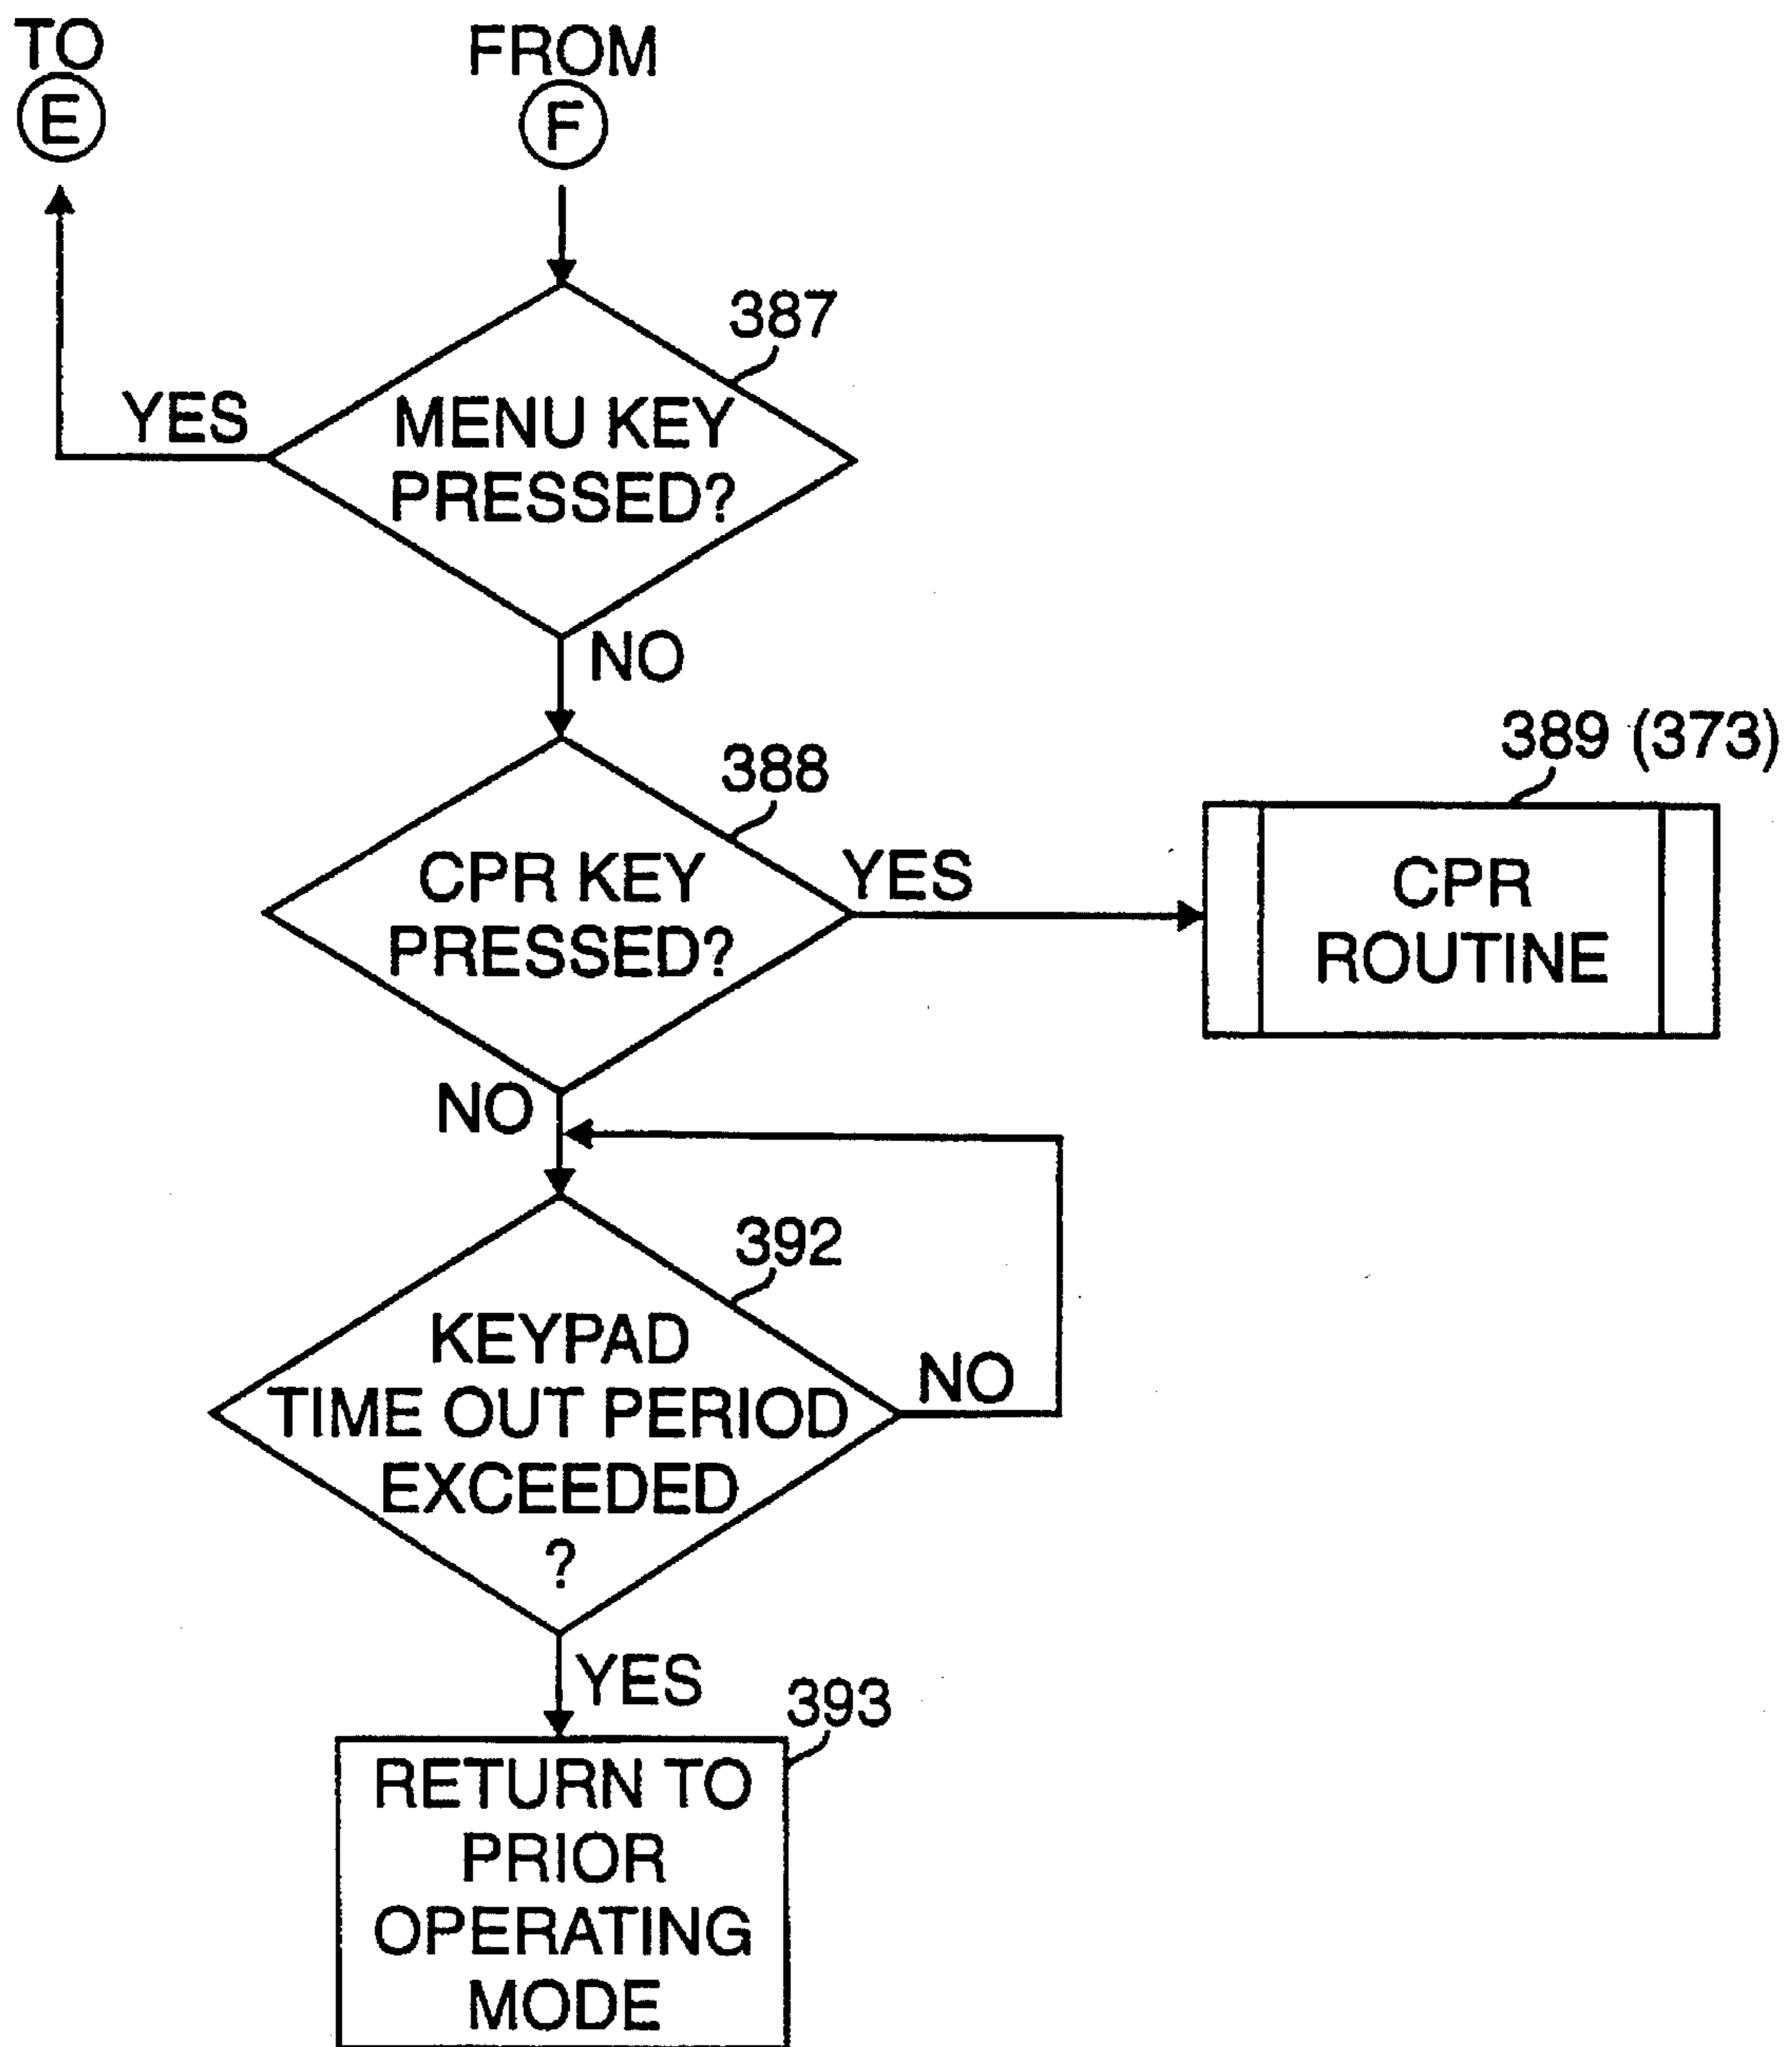 TO
E
FROM
F
387
MENU KEY
PRESSED?
YES
NO
388
CPR KEY
PRESSED?
YES
389 (373)
CPR
ROUTINE
NO
392
KEYPAD
TIME OUT PERIOD
EXCEEDED
?
NO
YES
393
RETURN TO
PRIOR
OPERATING
MODE